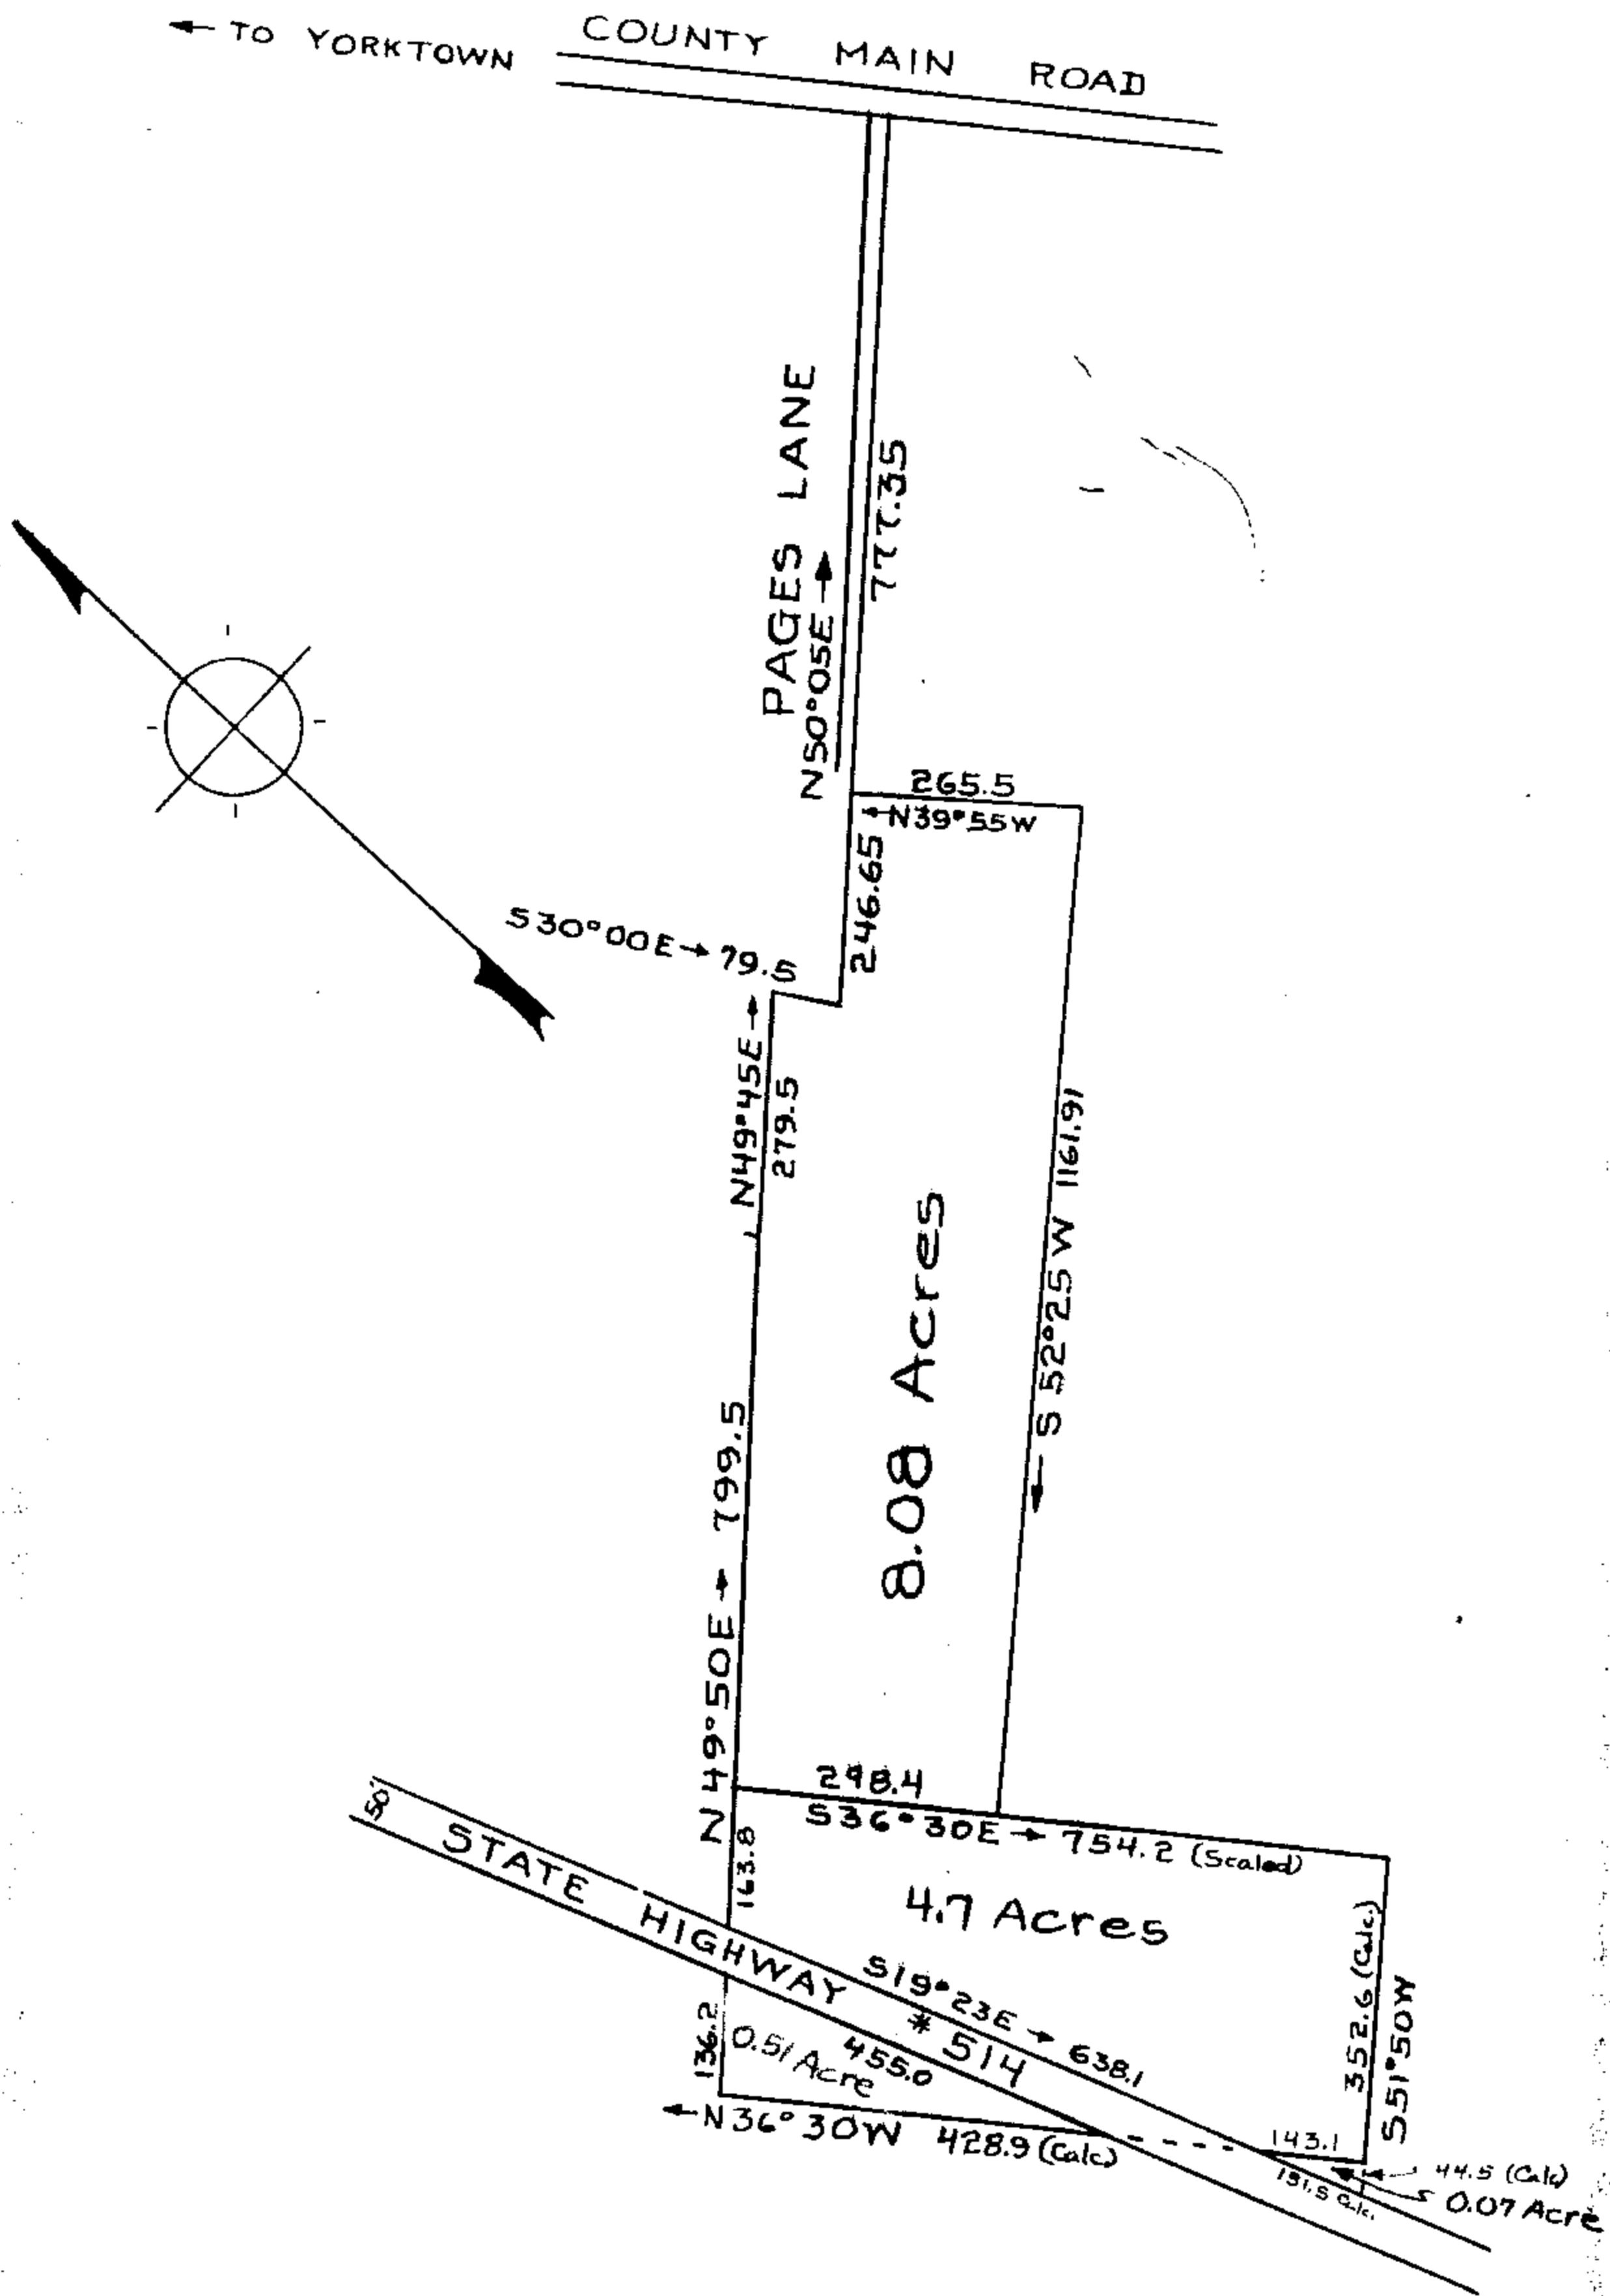 ← TO YORKTOWN
COUNTY MAIN ROAD
PAGES LANE
N50°05E →
777.35
265.5
← N39°55W
246.65
S30°00E → 79.5
N49°45E →
279.5
← S 52°25W 1161.91
8.08 Acres
N 49°50E → 799.5
298.4
S36°30E → 754.2 (Scaled)
50'
STATE HIGHWAY # 514
163.8
4.7 Acres
S19°23E → 638.1
352.6 (Calc.)
S51°50W
136.2
0.51 Acre
455.0
← N36°30W 428.9 (Calc)
143.1
44.5 (Calc)
0.07 Acre